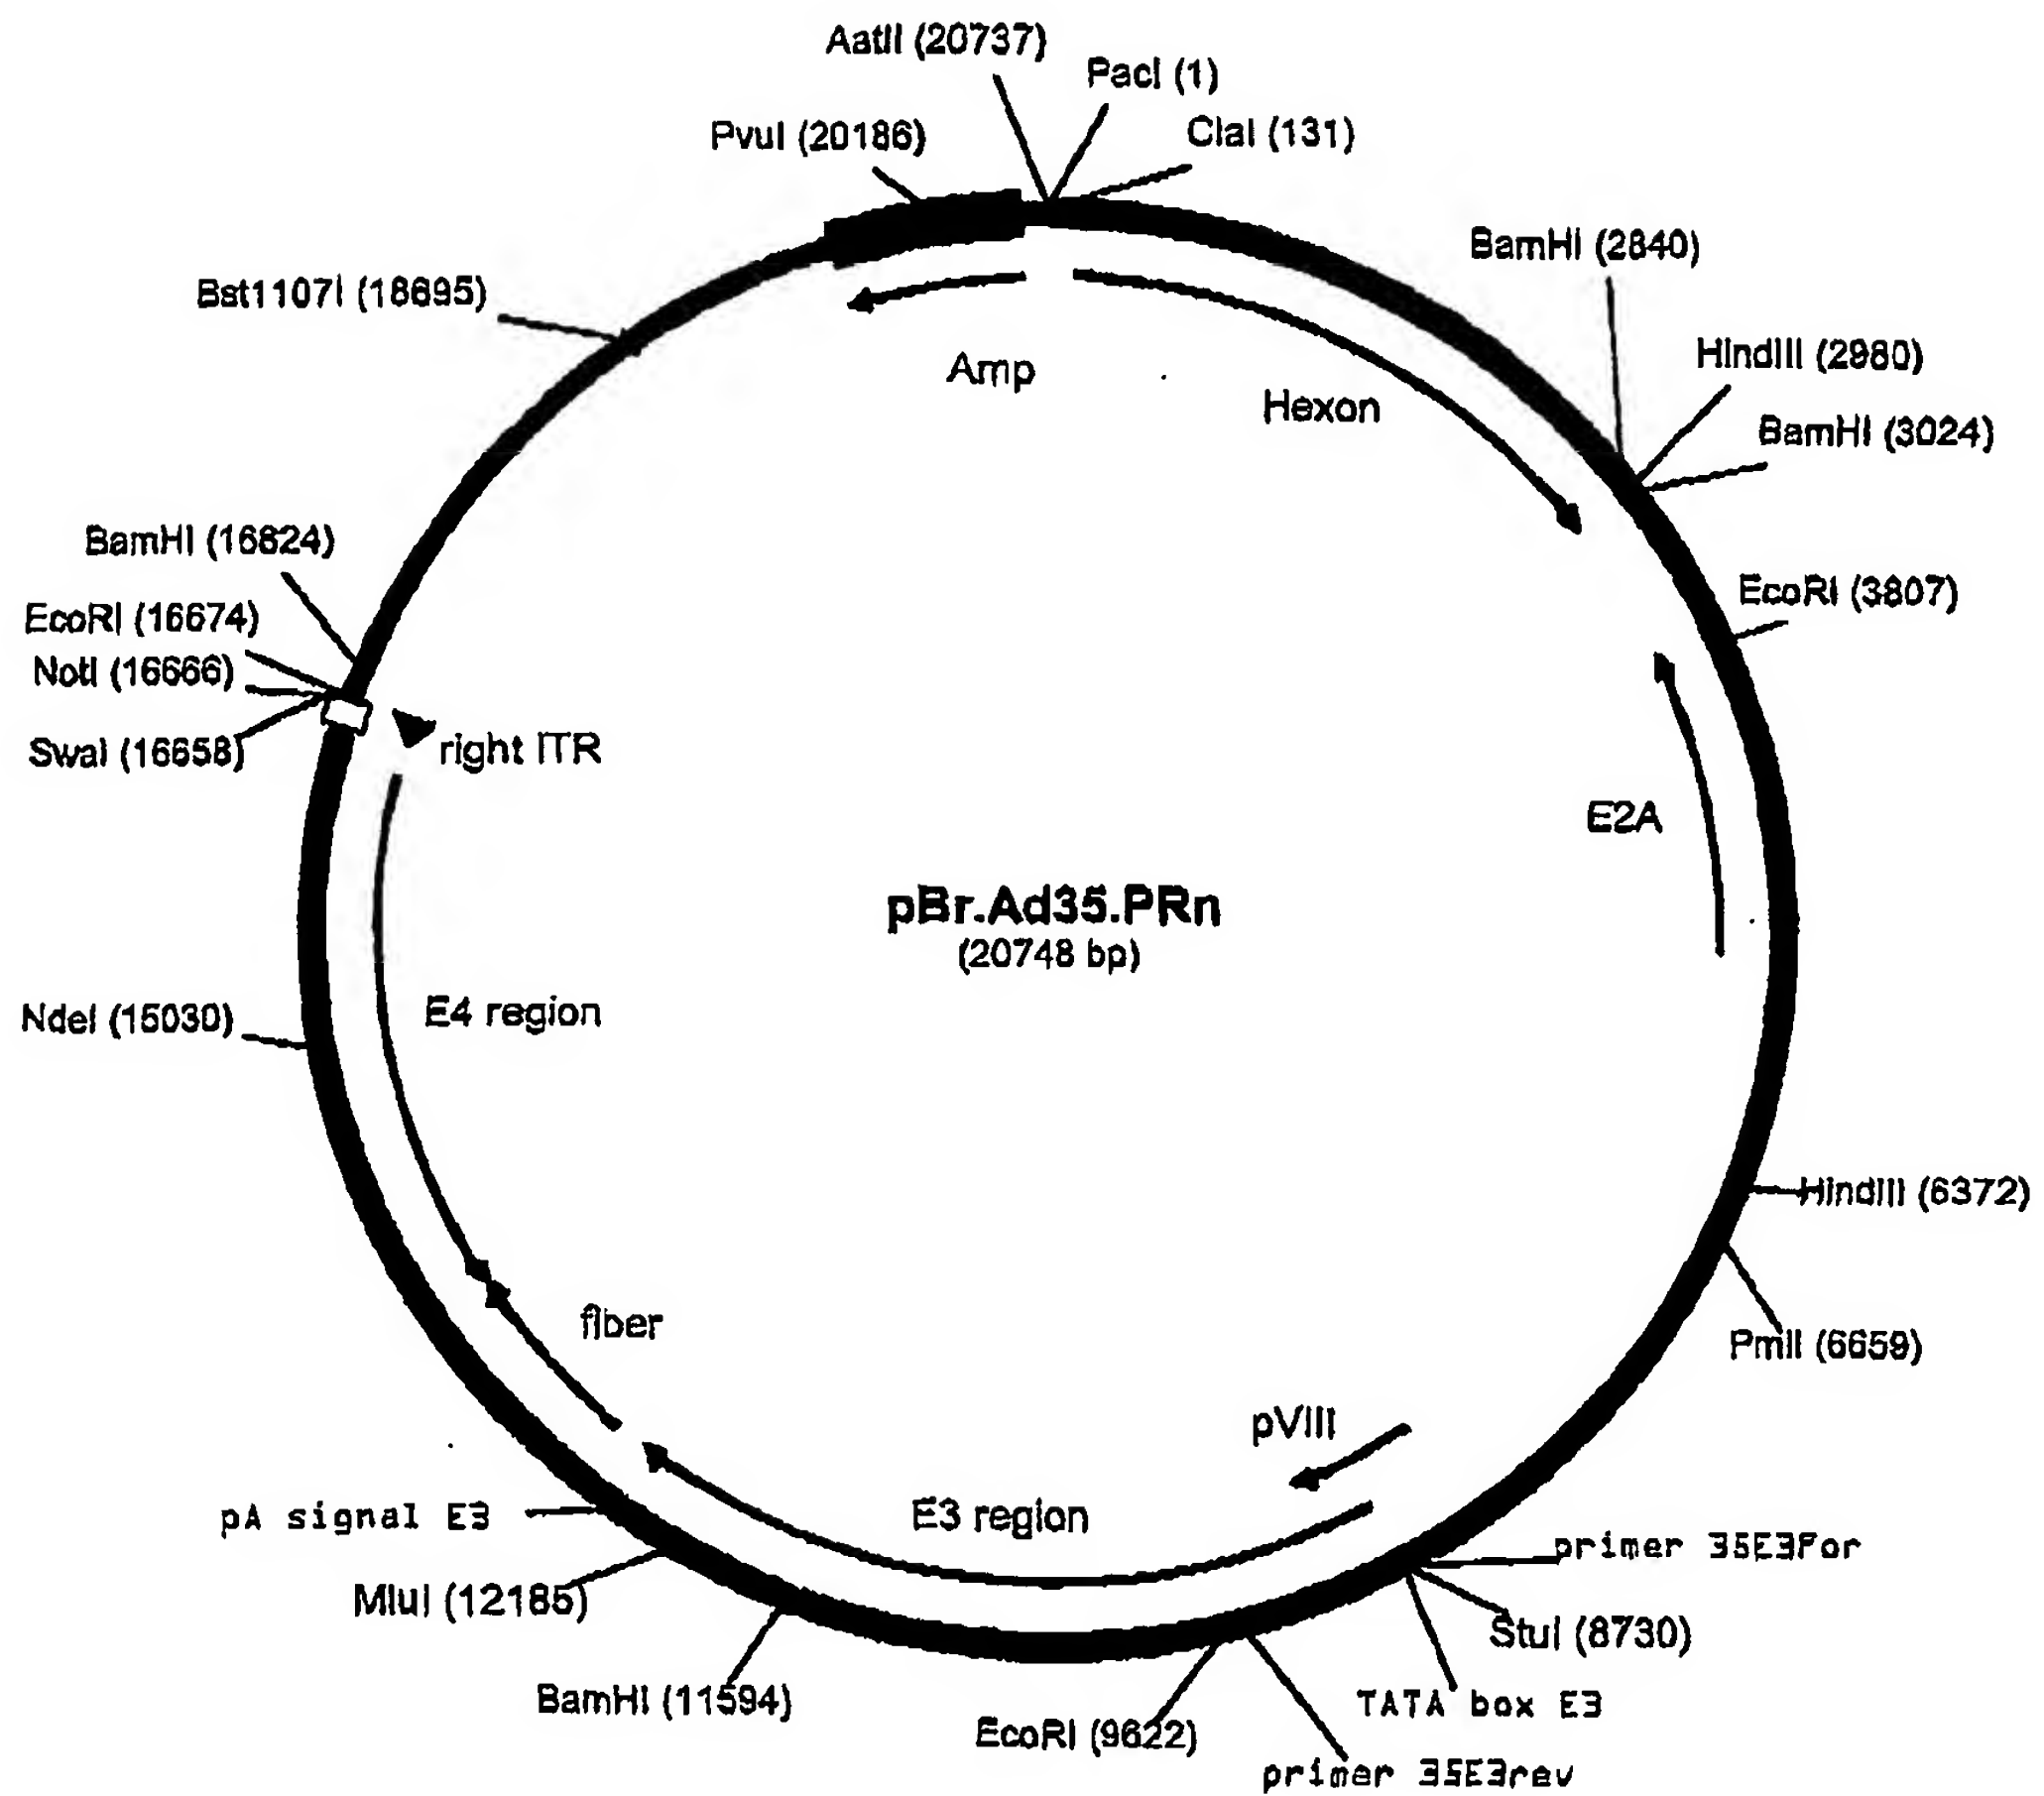 AatII (20737)
PacI (1)
PvuI (20186)
ClaI (131)
BamHI (2840)
Bst1107I (18695)
HindIII (2980)
Amp
Hexon
BamHI (3024)
BamHI (16824)
EcoRI (3807)
EcoRI (16674)
NotI (16666)
SwaI (16658)
right ITR
E2A
pBr.Ad35.PRn
(20748 bp)
NdeI (15030)
E4 region
HindIII (6372)
fiber
PmlI (6659)
pVIII
pA signal E3
E3 region
primer 35E3For
MluI (12185)
StuI (8730)
BamHI (11594)
TATA box E3
EcoRI (9622)
primer 35E3rev